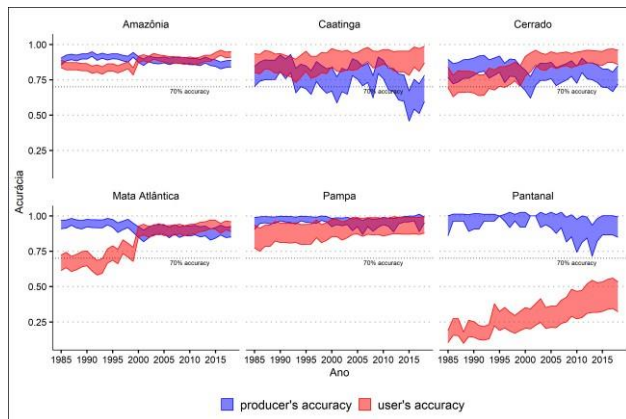 Amazônia Caatinga Cerrado
1.00
0.75
0.50
0.25
70% accuracy 70% accuracy 70% accuracy
Acurácia
Mata Atlântica Pampa Pantanal
1.00
0.75
0.50
0.25
70% accuracy 70% accuracy 70% accuracy
1985 1990 1995 2000 2005 2010 2015 1985 1990 1995 2000 2005 2010 2015 1985 1990 1995 2000 2005 2010 2015
Ano
producer's accuracy user's accuracy